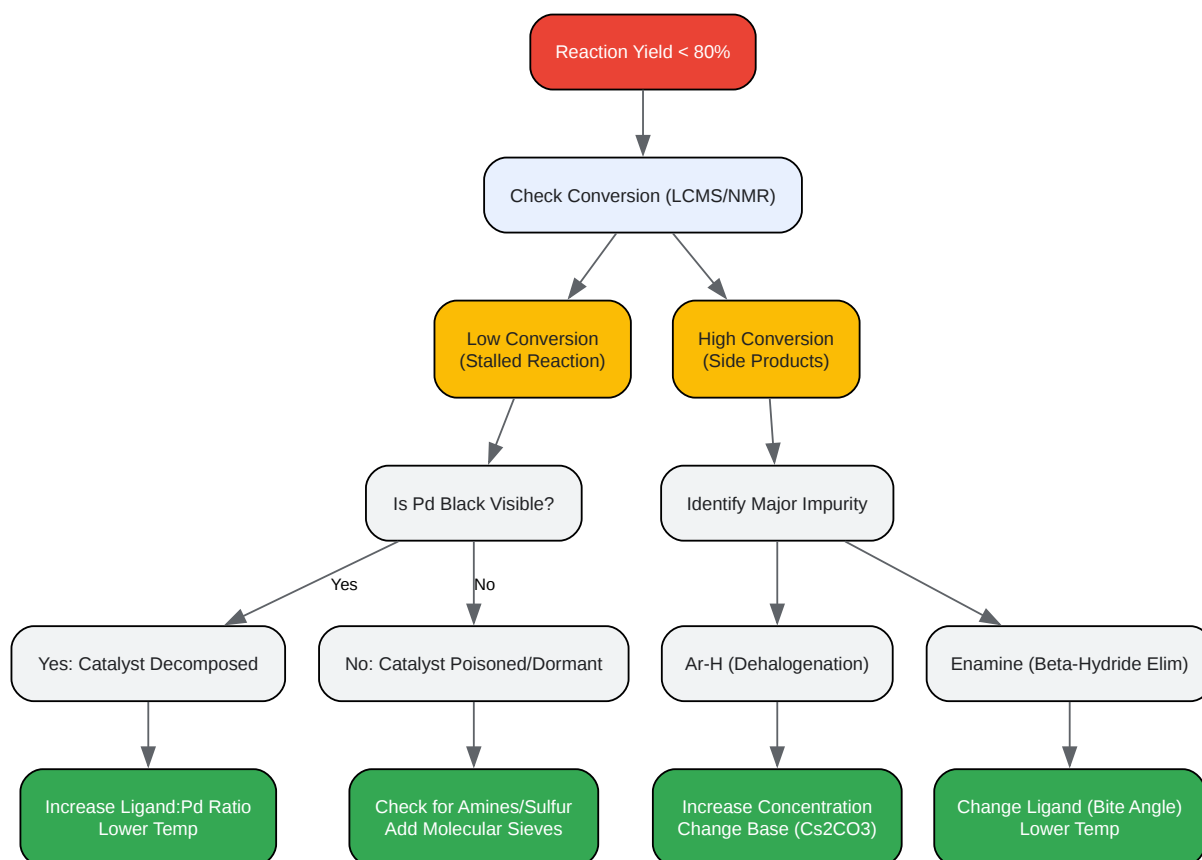 Reaction Yield < 80%
Check Conversion (LCMS/NMR)
Low Conversion
(Stalled Reaction)
High Conversion
(Side Products)
Is Pd Black Visible?
Identify Major Impurity
Yes
No
Yes: Catalyst Decomposed
No: Catalyst Poisoned/Dormant
Ar-H (Dehalogenation)
Enamine (Beta-Hydride Elim)
Increase Ligand:Pd Ratio
Lower Temp
Check for Amines/Sulfur
Add Molecular Sieves
Increase Concentration
Change Base (Cs2CO3)
Change Ligand (Bite Angle)
Lower Temp